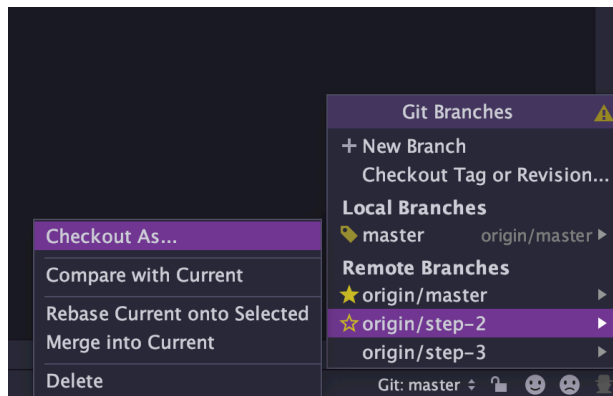 Git Branches
+ New Branch
Checkout Tag or Revision...
Local Branches
master origin/master
Remote Branches
origin/master
origin/step-2
origin/step-3
Checkout As...
Compare with Current
Rebase Current onto Selected
Merge into Current
Delete
Git: master